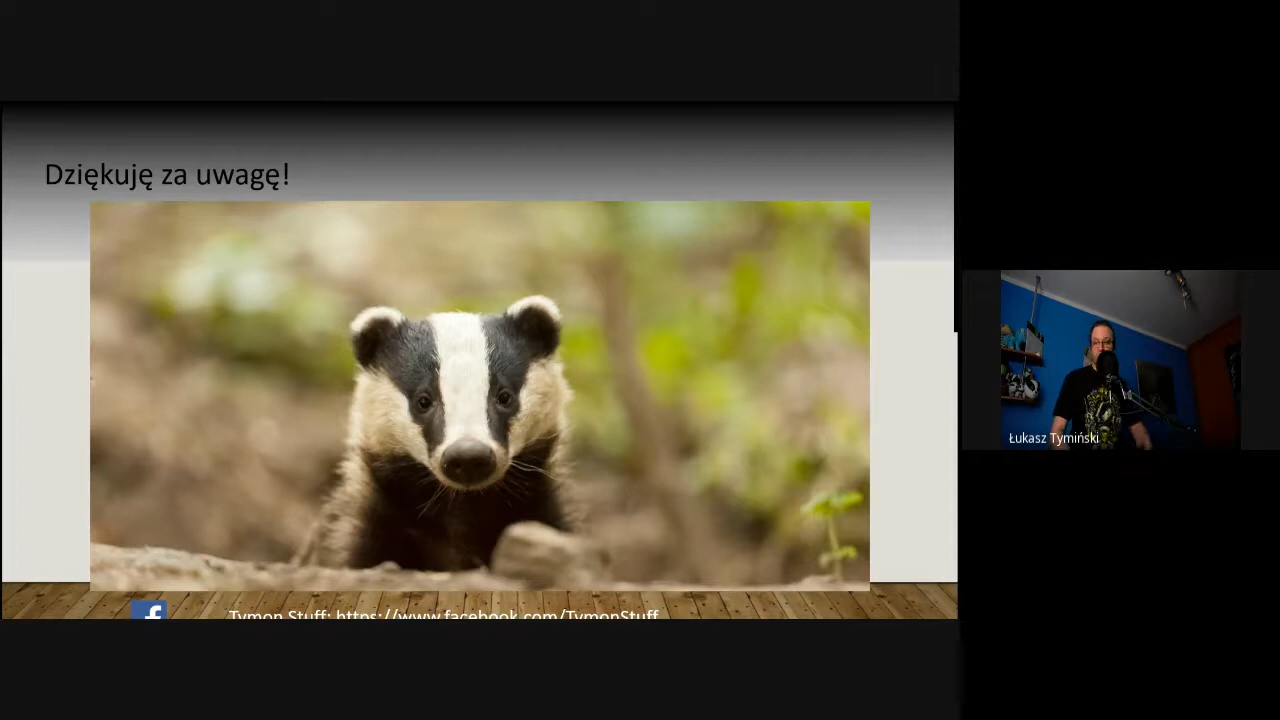 Dziękuję za uwagę!
Tymon Stuff: https://www.facebook.com/TymonStuff
Łukasz Tymiński